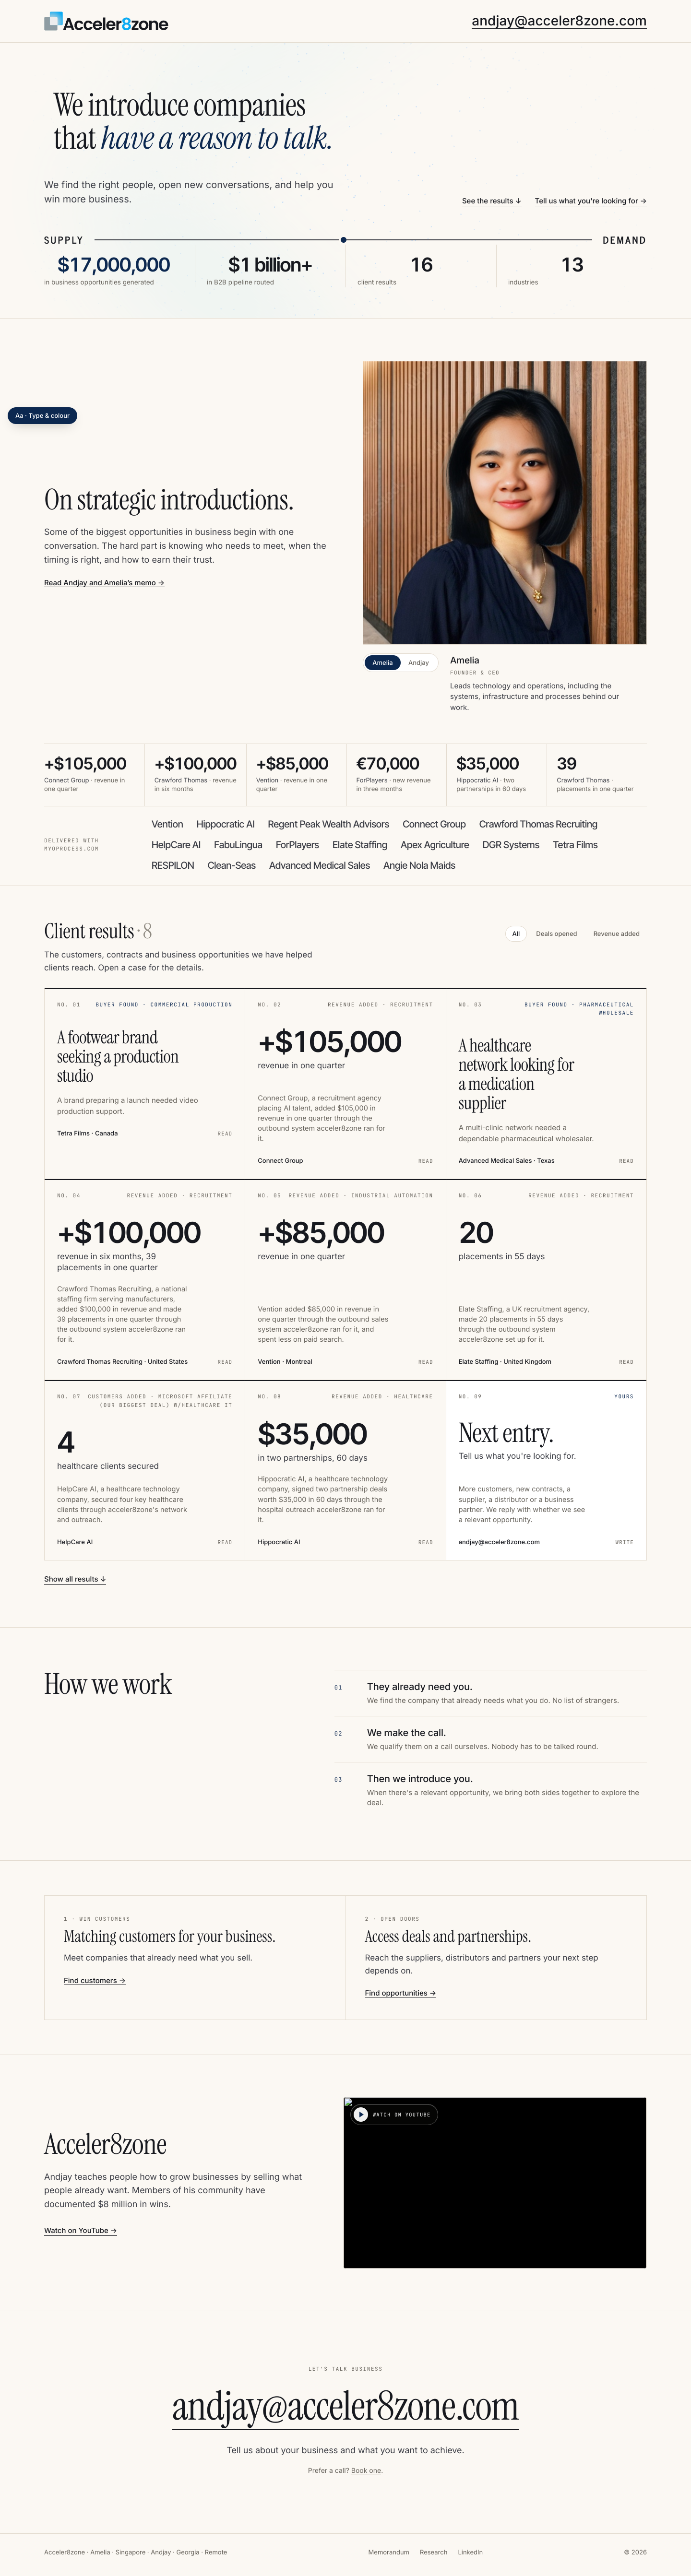 Acceler8zone
andjay@acceler8zone.com
We introduce companies
that have a reason to talk.
We find the right people, open new conversations, and help you
win more business.
See the results ↓
Tell us what you're looking for →
SUPPLY
DEMAND
$17,000,000
in business opportunities generated
$1 billion+
in B2B pipeline routed
16
client results
13
industries
Aa · Type & colour
On strategic introductions.
Some of the biggest opportunities in business begin with one
conversation. The hard part is knowing who needs to meet, when the
timing is right, and how to earn their trust.
Read Andjay and Amelia's memo →
Amelia
Andjay
Amelia
FOUNDER & CEO
Leads technology and operations, including the
systems, infrastructure and processes behind our
work.
+$105,000
Connect Group · revenue in
one quarter
+$100,000
Crawford Thomas · revenue
in six months
+$85,000
Vention · revenue in one
quarter
€70,000
ForPlayers · new revenue
in three months
$35,000
Hippocratic AI · two
partnerships in 60 days
39
Crawford Thomas ·
placements in one quarter
DELIVERED WITH
MYOPROCESS.COM
Vention Hippocratic AI Regent Peak Wealth Advisors Connect Group Crawford Thomas Recruiting
HelpCare AI FabuLingua ForPlayers Elate Staffing Apex Agriculture DGR Systems Tetra Films
RESPILON Clean-Seas Advanced Medical Sales Angie Nola Maids
Client results · 8
The customers, contracts and business opportunities we have helped
clients reach. Open a case for the details.
All
Deals opened
Revenue added
NO. 01
BUYER FOUND · COMMERCIAL PRODUCTION
A footwear brand
seeking a production
studio
A brand preparing a launch needed video
production support.
Tetra Films · Canada
READ
NO. 02
REVENUE ADDED · RECRUITMENT
+$105,000
revenue in one quarter
Connect Group, a recruitment agency
placing AI talent, added $105,000 in
revenue in one quarter through the
outbound system acceler8zone ran for
it.
Connect Group
READ
NO. 03
BUYER FOUND · PHARMACEUTICAL
WHOLESALE
A healthcare
network looking for
a medication
supplier
A multi-clinic network needed a
dependable pharmaceutical wholesaler.
Advanced Medical Sales · Texas
READ
NO. 04
REVENUE ADDED · RECRUITMENT
+$100,000
revenue in six months, 39
placements in one quarter
Crawford Thomas Recruiting, a national
staffing firm serving manufacturers,
added $100,000 in revenue and made
39 placements in one quarter through
the outbound system acceler8zone ran
for it.
Crawford Thomas Recruiting · United States
READ
NO. 05
REVENUE ADDED · INDUSTRIAL AUTOMATION
+$85,000
revenue in one quarter
Vention added $85,000 in revenue in
one quarter through the outbound sales
system acceler8zone ran for it, and
spent less on paid search.
Vention · Montreal
READ
NO. 06
REVENUE ADDED · RECRUITMENT
20
placements in 55 days
Elate Staffing, a UK recruitment agency,
made 20 placements in 55 days
through the outbound system
acceler8zone set up for it.
Elate Staffing · United Kingdom
READ
NO. 07
CUSTOMERS ADDED · MICROSOFT AFFILIATE
(OUR BIGGEST DEAL) W/HEALTHCARE IT
4
healthcare clients secured
HelpCare AI, a healthcare technology
company, secured four key healthcare
clients through acceler8zone's network
and outreach.
HelpCare AI
READ
NO. 08
REVENUE ADDED · HEALTHCARE
$35,000
in two partnerships, 60 days
Hippocratic AI, a healthcare technology
company, signed two partnership deals
worth $35,000 in 60 days through the
hospital outreach acceler8zone ran for
it.
Hippocratic AI
READ
NO. 09
YOURS
Next entry.
Tell us what you're looking for.
More customers, new contracts, a
supplier, a distributor or a business
partner. We reply with whether we see
a relevant opportunity.
andjay@acceler8zone.com
WRITE
Show all results ↓
How we work
01
They already need you.
We find the company that already needs what you do. No list of strangers.
02
We make the call.
We qualify them on a call ourselves. Nobody has to be talked round.
03
Then we introduce you.
When there's a relevant opportunity, we bring both sides together to explore the
deal.
1 · WIN CUSTOMERS
Matching customers for your business.
Meet companies that already need what you sell.
Find customers →
2 · OPEN DOORS
Access deals and partnerships.
Reach the suppliers, distributors and partners your next step
depends on.
Find opportunities →
Acceler8zone
Andjay teaches people how to grow businesses by selling what
people already want. Members of his community have
documented $8 million in wins.
Watch on YouTube →
WATCH ON YOUTUBE
LET'S TALK BUSINESS
andjay@acceler8zone.com
Tell us about your business and what you want to achieve.
Prefer a call? Book one.
Acceler8zone · Amelia · Singapore · Andjay · Georgia · Remote
Memorandum Research LinkedIn
© 2026